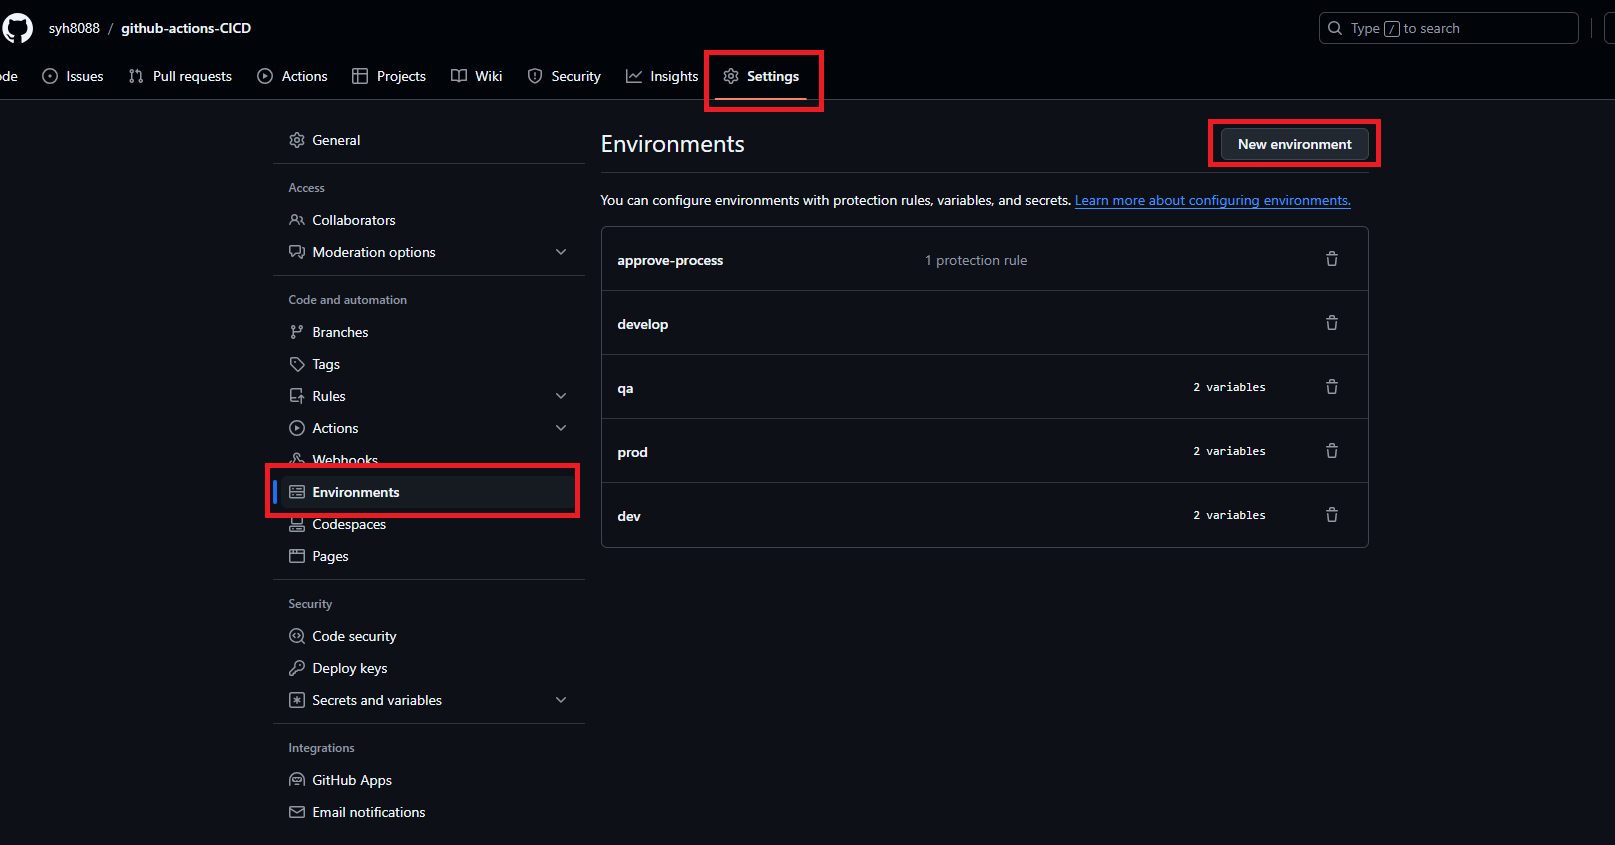 syh8088 / github-actions-CICD
Type / to search
ode Issues Pull requests Actions Projects Wiki Security Insights Settings
General
Access
Collaborators
Moderation options
Code and automation
Branches
Tags
Rules
Actions
Webhooks
Environments
Codespaces
Pages
Security
Code security
Deploy keys
Secrets and variables
Integrations
GitHub Apps
Email notifications
Environments
New environment
You can configure environments with protection rules, variables, and secrets. Learn more about configuring environments.
approve-process 1 protection rule
develop
qa 2 variables
prod 2 variables
dev 2 variables